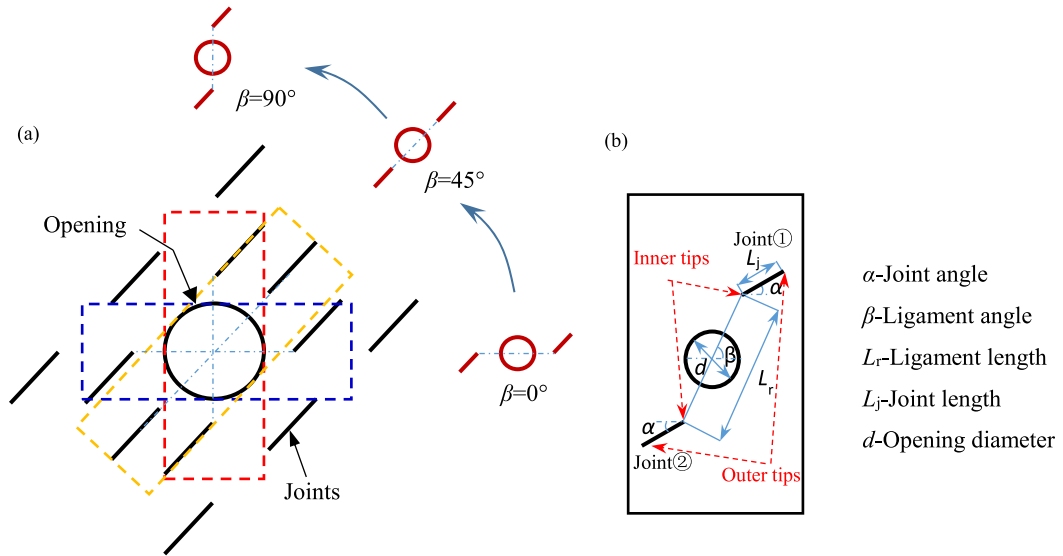 (a)
β=90°
β=45°
β=0°
Opening
Joints
(b)
Joint①
Inner tips
Lj
α
β
d
Lr
α
Joint②
Outer tips
α-Joint angle
β-Ligament angle
Lr-Ligament length
Lj-Joint length
d-Opening diameter